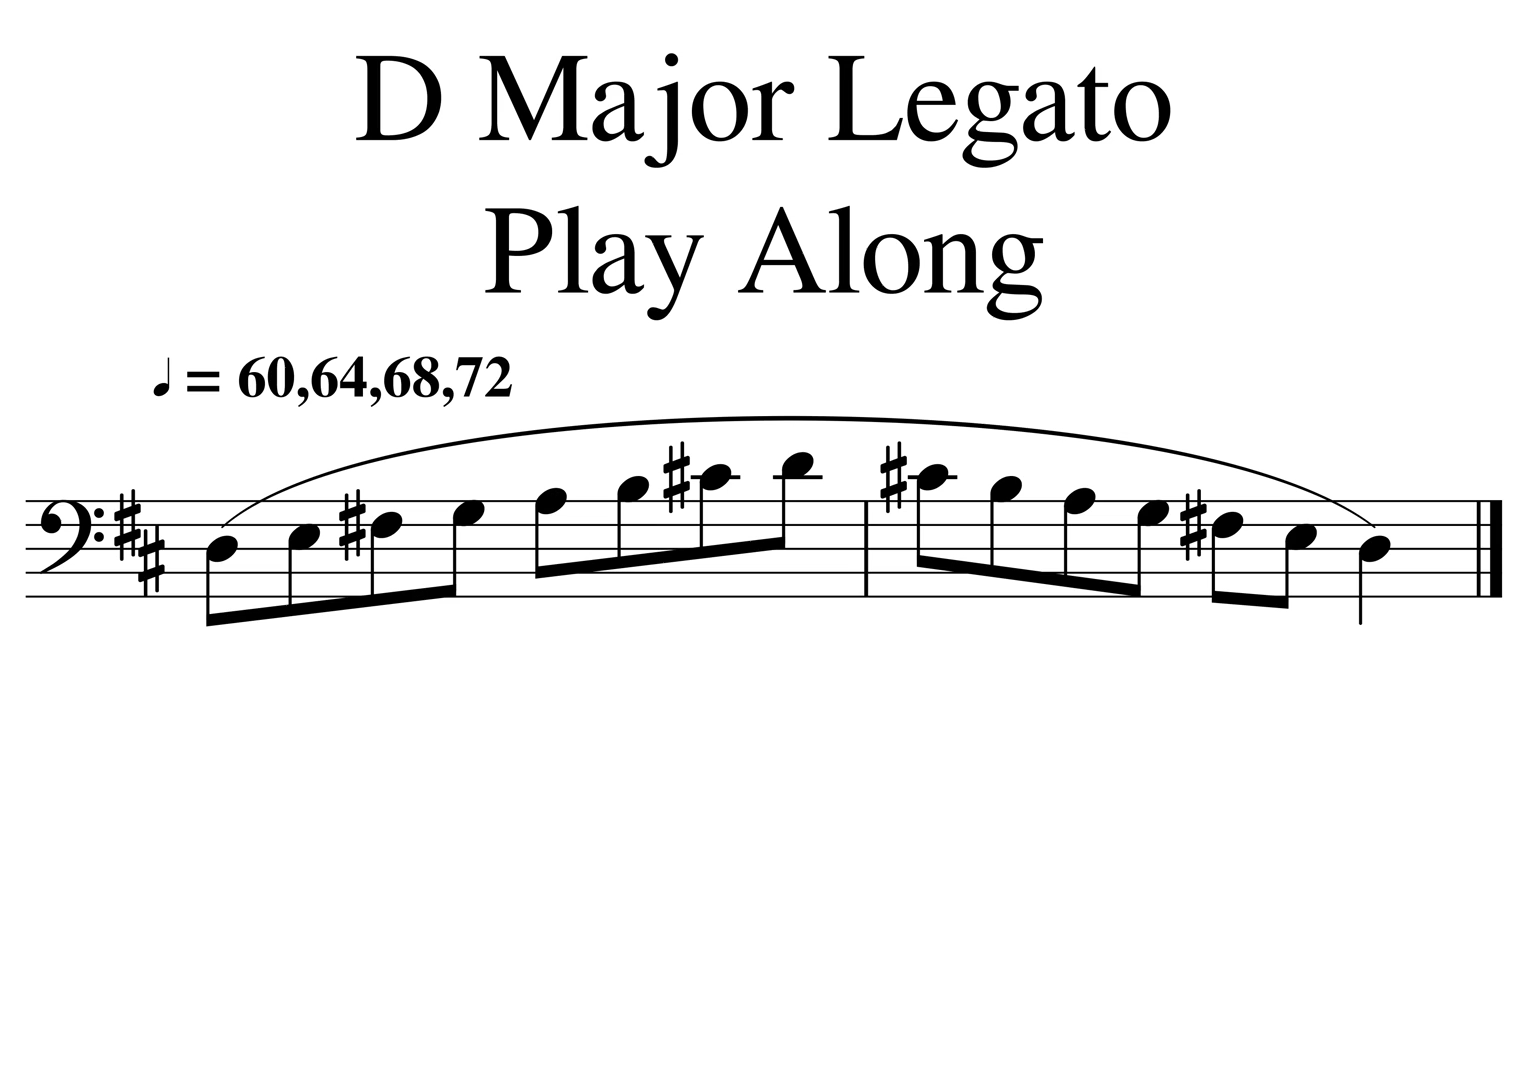 D Major Legato
Play Along
♩ = 60,64,68,72